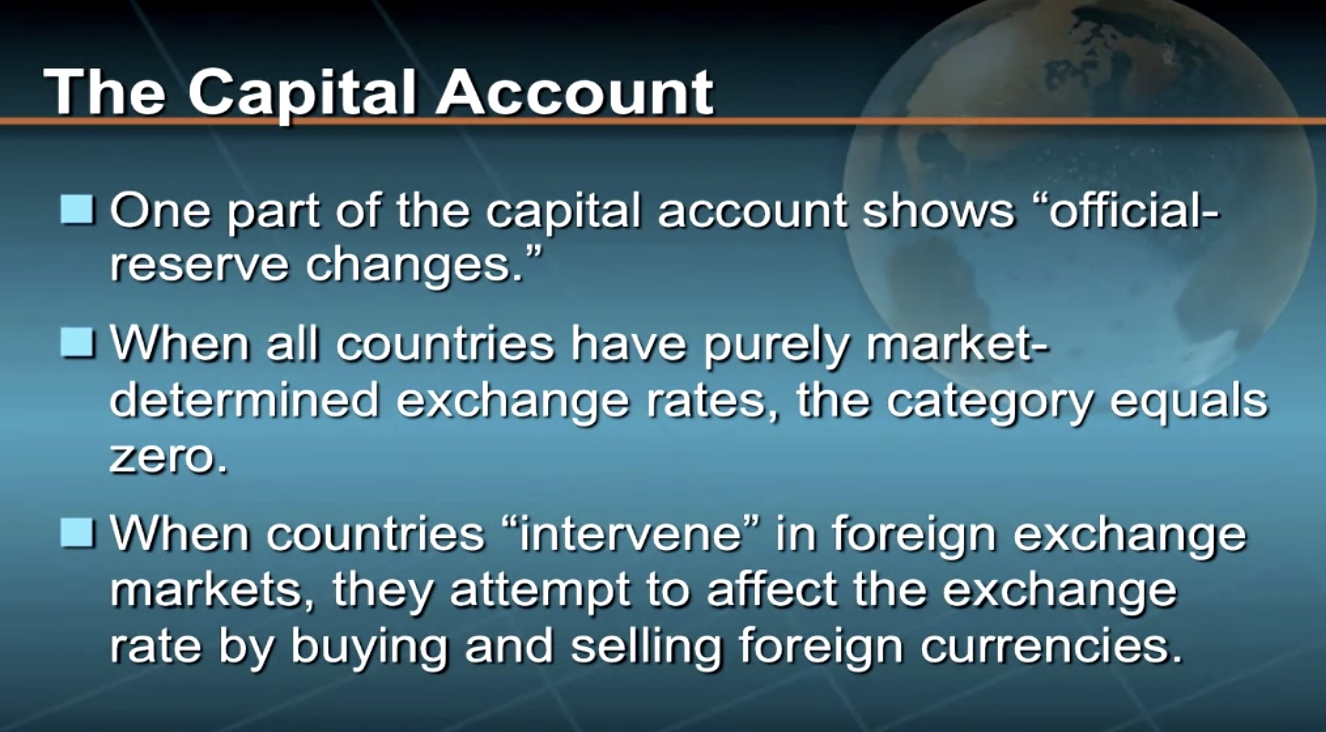 The Capital Account
One part of the capital account shows “official-
reserve changes.”
When all countries have purely market-
determined exchange rates, the category equals
zero.
When countries “intervene” in foreign exchange
markets, they attempt to affect the exchange
rate by buying and selling foreign currencies.